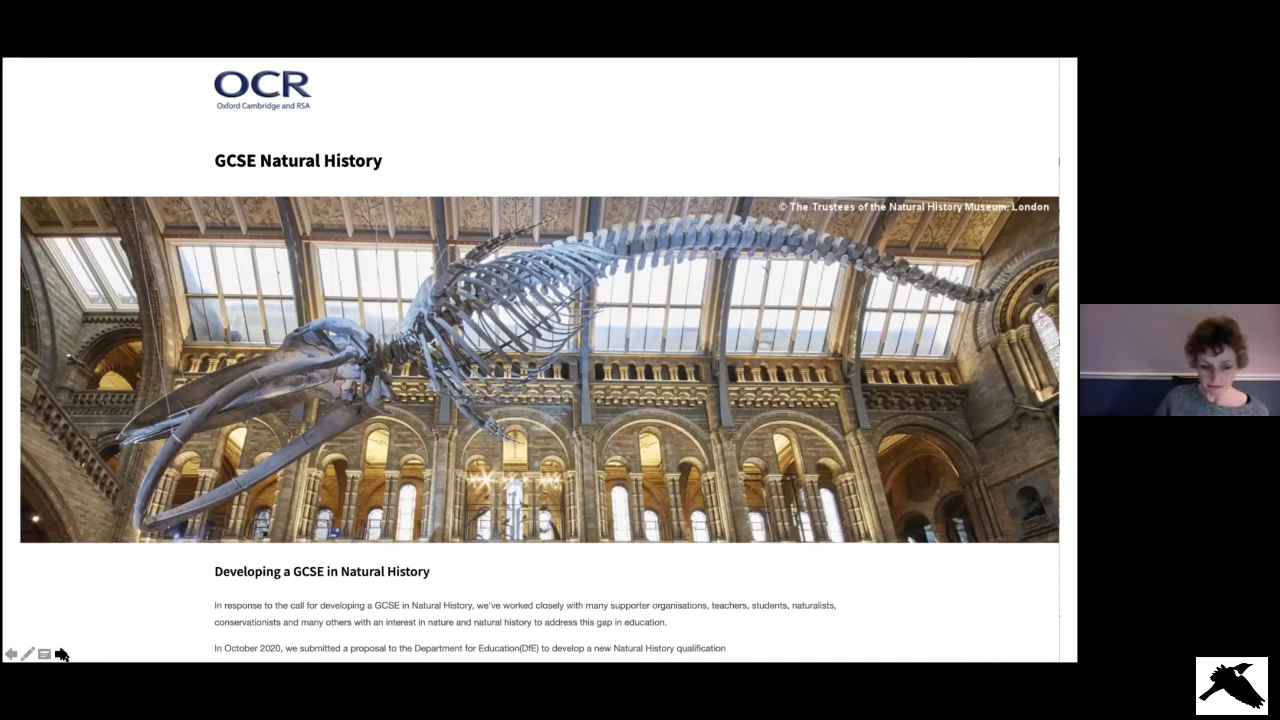 OCR
Oxford Cambridge and RSA
GCSE Natural History
© The Trustees of the Natural History Museum, London
Developing a GCSE in Natural History
In response to the call for developing a GCSE in Natural History, we've worked closely with many supporter organisations, teachers, students, naturalists,
conservationists and many others with an interest in nature and natural history to address this gap in education.
In October 2020, we submitted a proposal to the Department for Education(DfE) to develop a new Natural History qualification